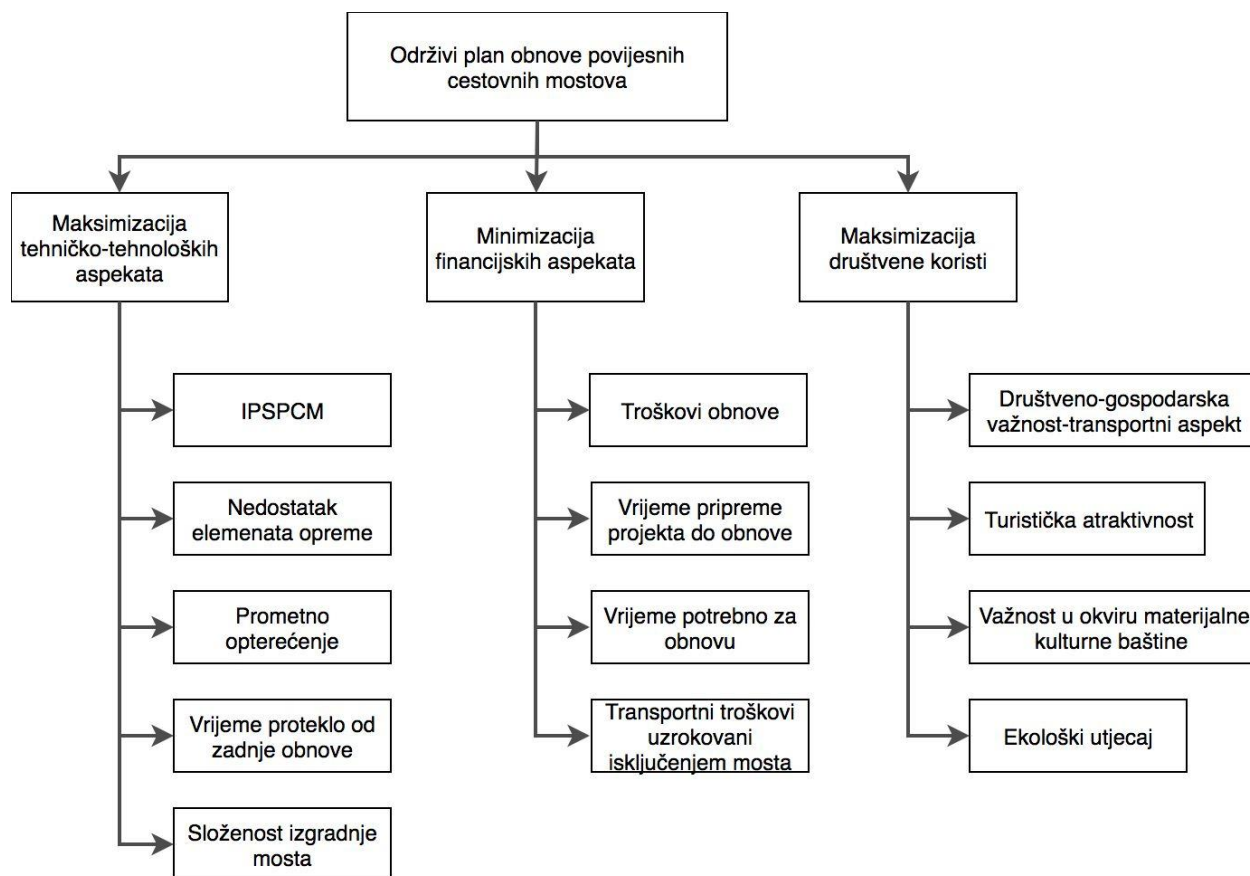 Održivi plan obnove povijesnih
cestovnih mostova
Maksimizacija
tehničko-tehnoloških
aspekata
Minimizacija
financijskih aspekata
Maksimizacija
društvene koristi
IPSPCM
Nedostatak
elemenata opreme
Prometno
opterećenje
Vrijeme proteklo od
zadnje obnove
Složenost izgradnje
mosta
Troškovi obnove
Vrijeme pripreme
projekta do obnove
Vrijeme potrebno za
obnovu
Transportni troškovi
uzrokovani
isključenjem mosta
Društveno-gospodarska
važnost-transportni aspekt
Turistička atraktivnost
Važnost u okviru materijalne
kulturne baštine
Ekološki utjecaj